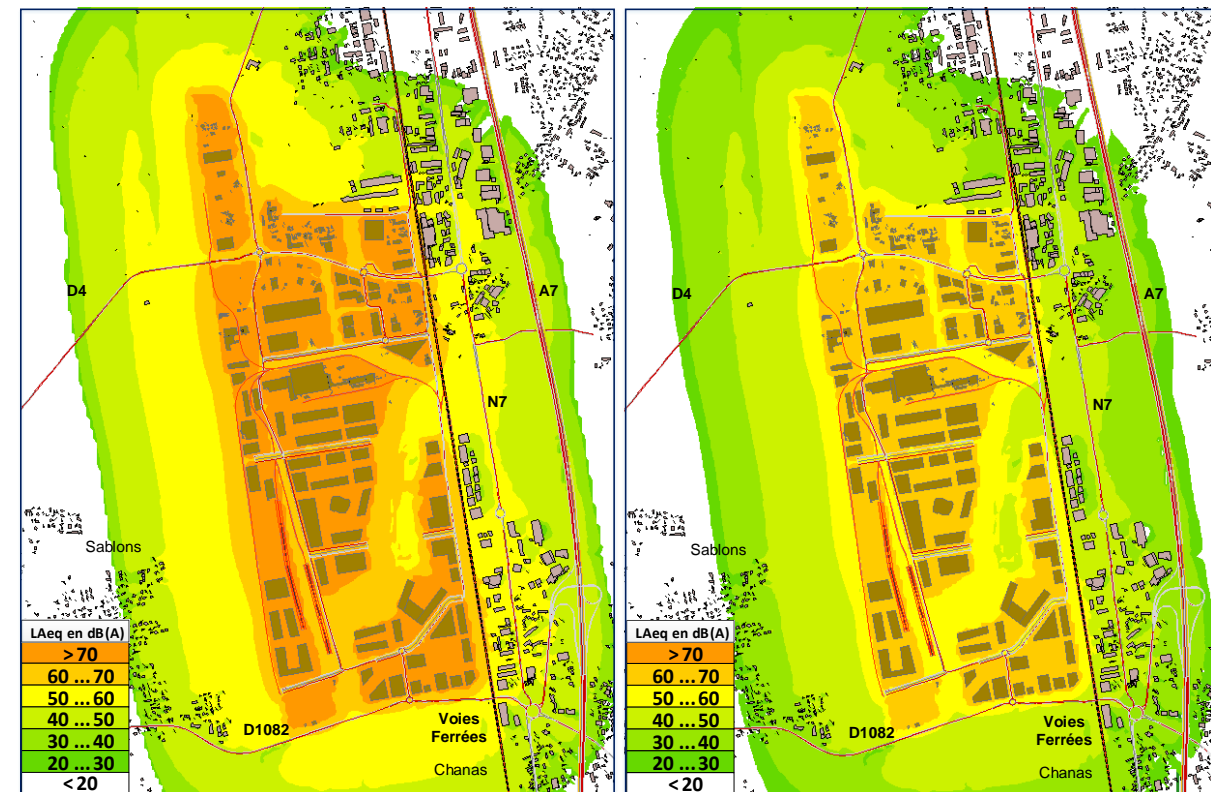 D4
A7
N7
Sablons
LAeq en dB(A)
>70
60 ...70
50 ...60
40 ...50
30 ...40
20 ...30
<20
D1082
Voies
Ferrées
Chanas
D4
A7
N7
Sablons
LAeq en dB(A)
>70
60 ...70
50 ...60
40 ...50
30 ...40
20 ...30
<20
D1082
Voies
Ferrées
Chanas